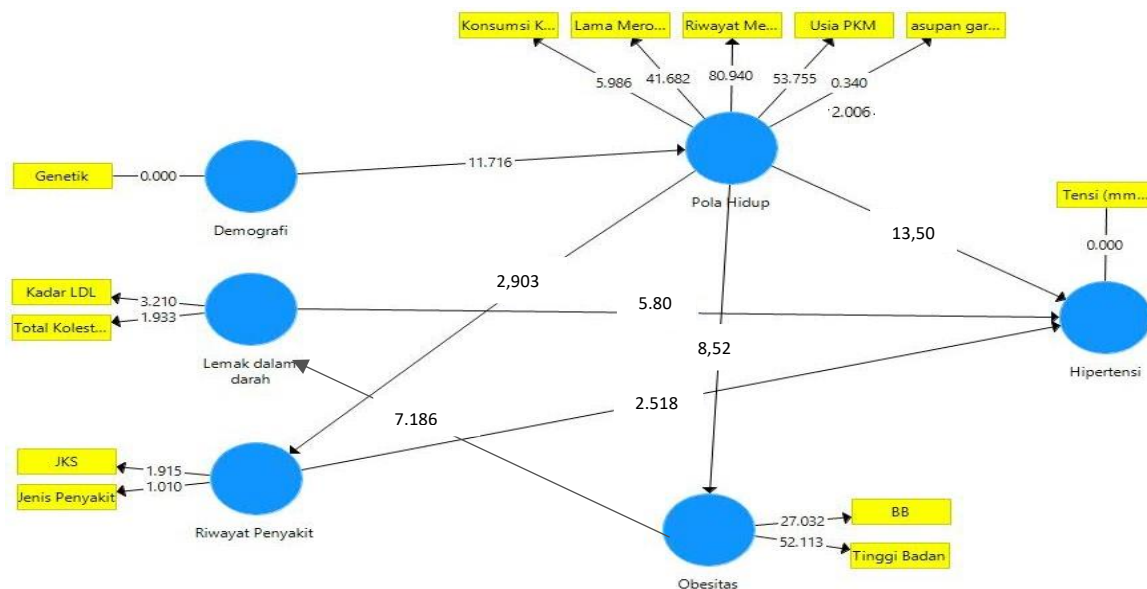 Konsumsi K...
Lama Mero...
Riwayat Me...
Usia PKM
asupan gar...
5.986
41.682
80.940
53.755
0.340
2.006
Genetik
0.000
11.716
Demografi
Pola Hidup
Tensi (mm...
0.000
13,50
2,903
Kadar LDL
3.210
Total Kolest...
1.933
5.80
Lemak dalam
darah
8,52
Hipertensi
7.186
2.518
JKS
1.915
Jenis Penyakit
1.010
Riwayat Penyakit
27.032
BB
52.113
Tinggi Badan
Obesitas